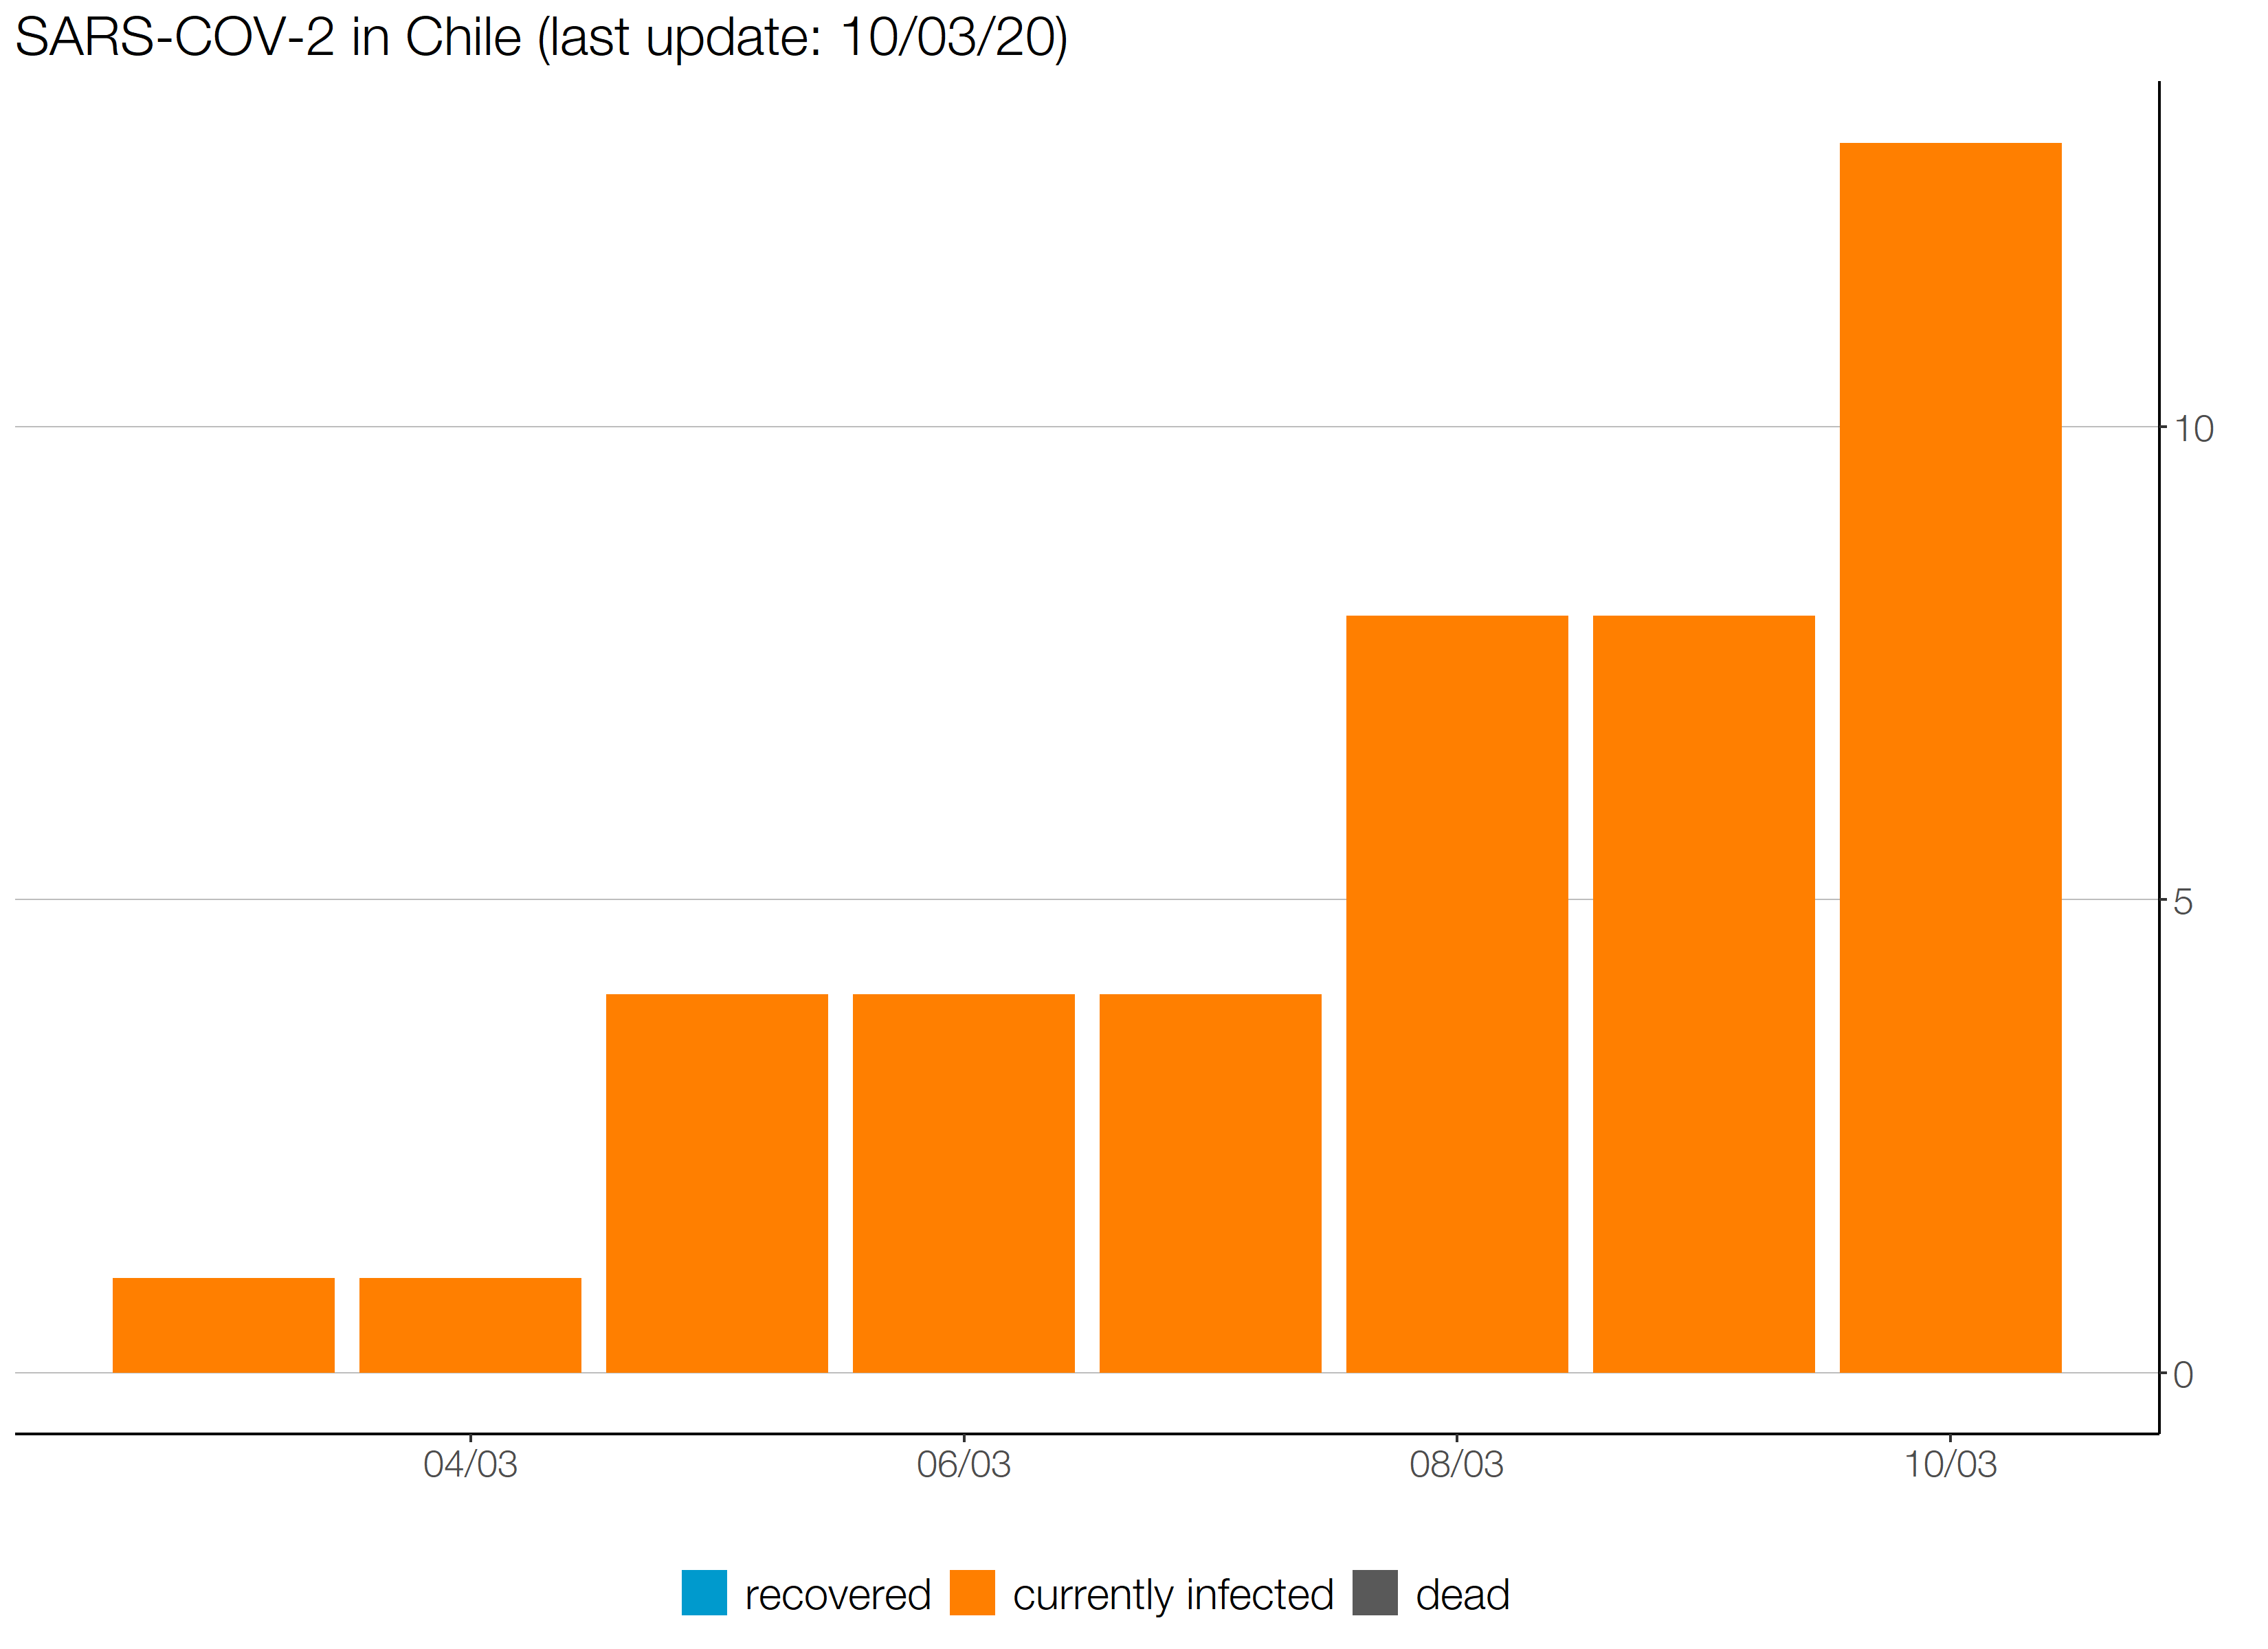 SARS-COV-2 in Chile (last update: 10/03/20)
10
5
0
04/03 06/03 08/03 10/03
recovered currently infected dead